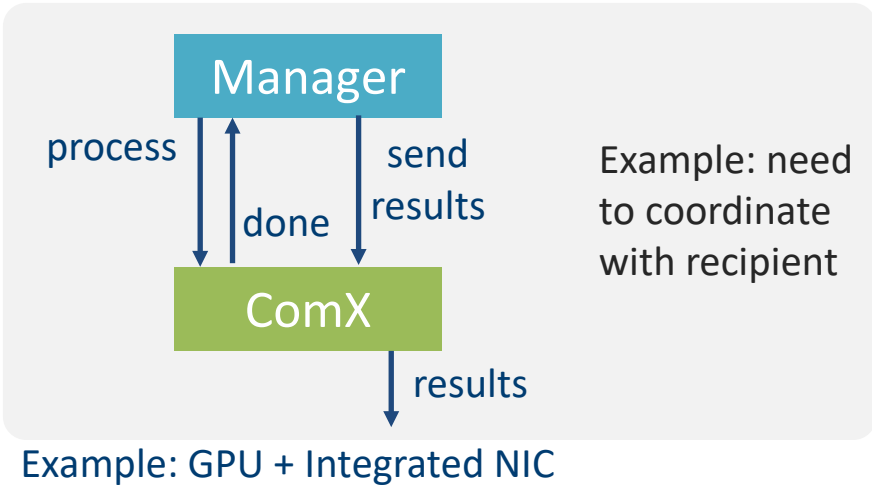 Manager
process
send
results
done
Example: need
to coordinate
with recipient
ComX
results
Example: GPU + Integrated NIC